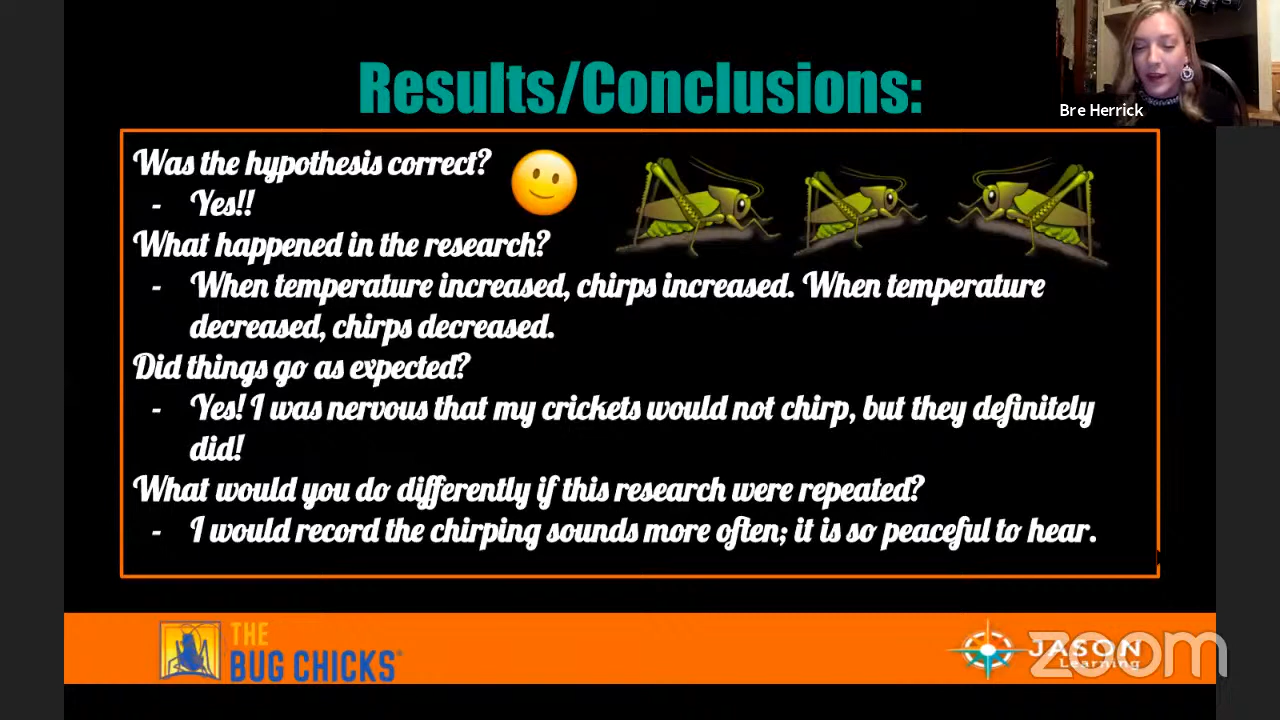 Results/Conclusions:
Bre Herrick
Was the hypothesis correct?
- Yes!!
What happened in the research?
- When temperature increased, chirps increased. When temperature
decreased, chirps decreased.
Did things go as expected?
- Yes! I was nervous that my crickets would not chirp, but they definitely
did!
What would you do differently if this research were repeated?
- I would record the chirping sounds more often; it is so peaceful to hear.
THE
BUG CHICKS®
JASON
Learning
zoom